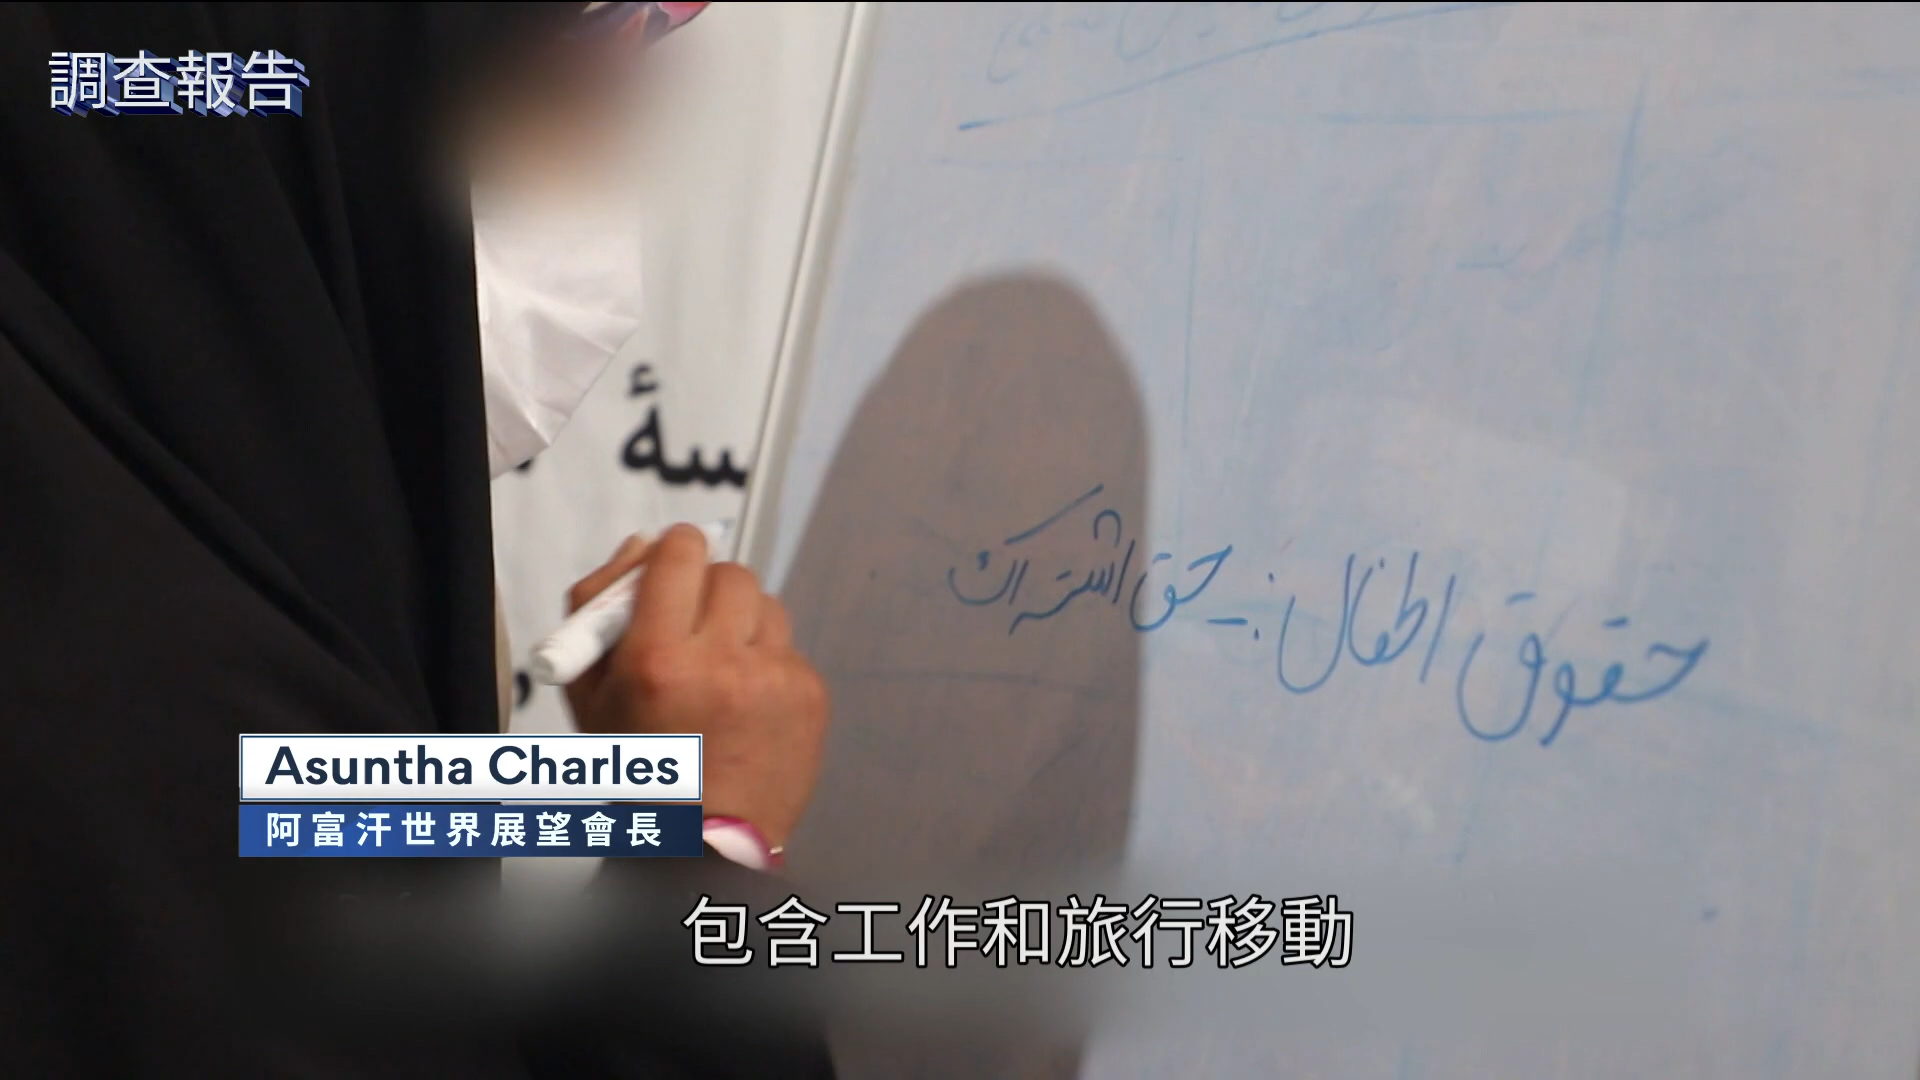 調查報告
سۀ
حقوق اطفال :- حق اشتراک
Asuntha Charles
阿富汗世界展望會長
包含工作和旅行移動